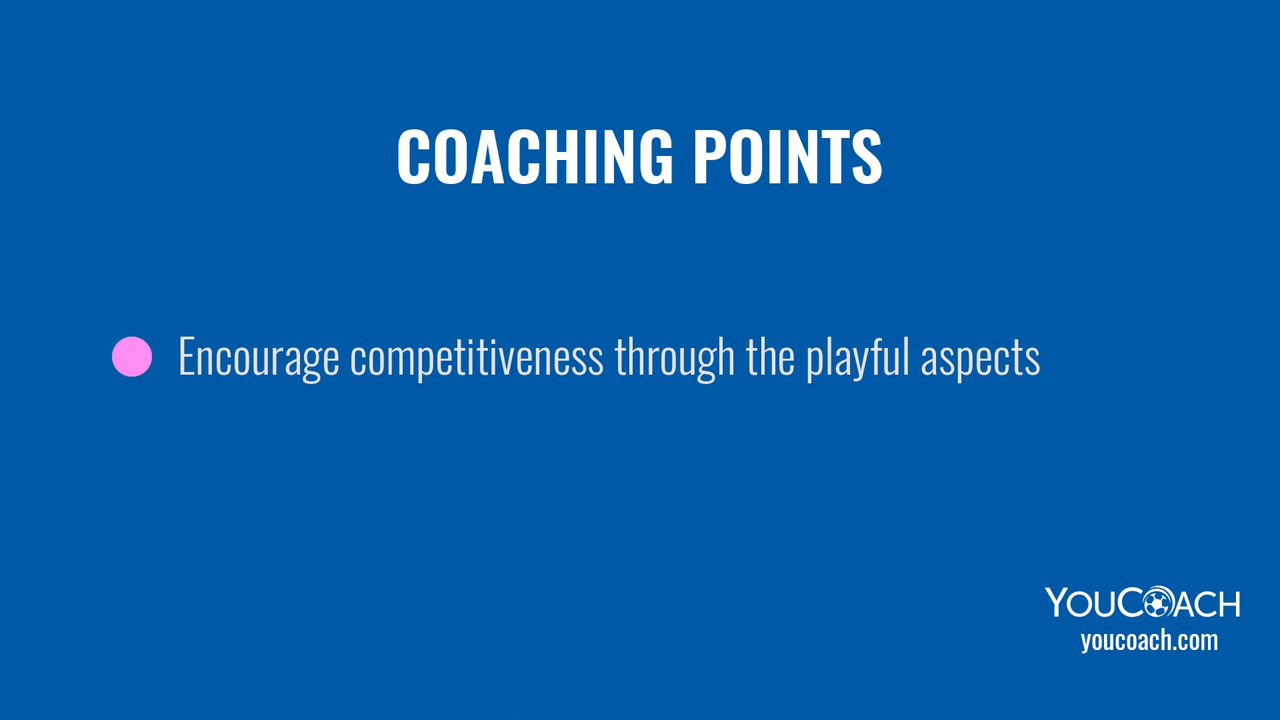 COACHING POINTS
Encourage competitiveness through the playful aspects
YOUCOACH
youcoach.com